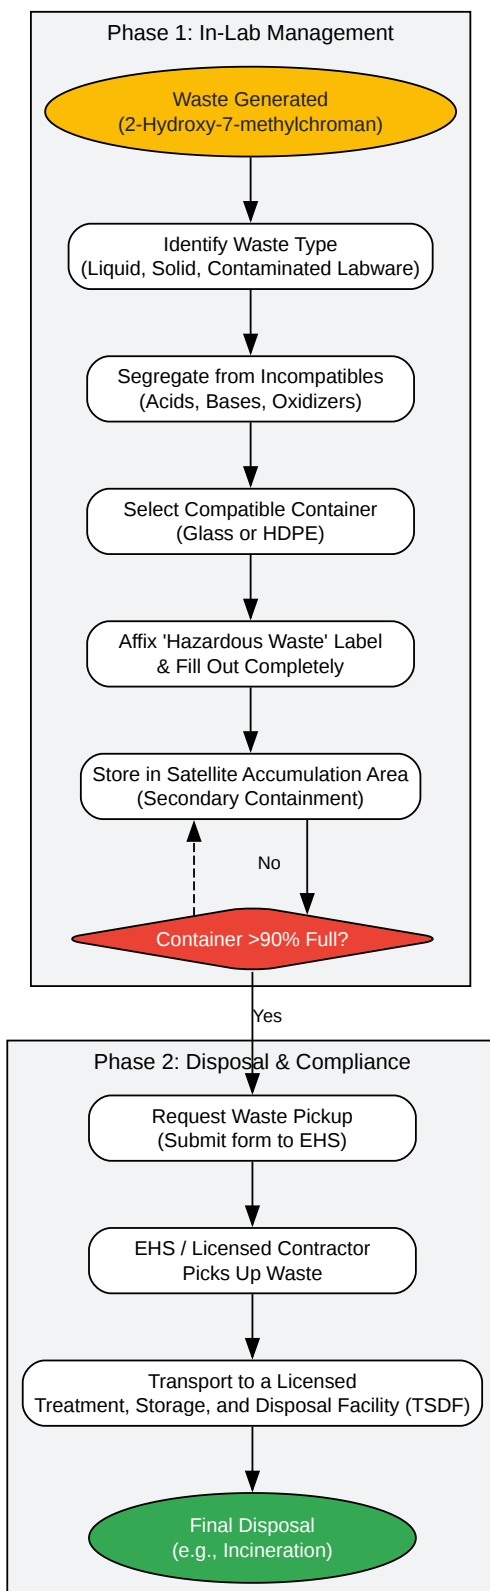 Phase 1: In-Lab Management
Waste Generated
(2-Hydroxy-7-methylchroman)
Identify Waste Type
(Liquid, Solid, Contaminated Labware)
Segregate from Incompatibles
(Acids, Bases, Oxidizers)
Select Compatible Container
(Glass or HDPE)
Affix 'Hazardous Waste' Label
& Fill Out Completely
Store in Satellite Accumulation Area
(Secondary Containment)
No
Container >90% Full?
Yes
Phase 2: Disposal & Compliance
Request Waste Pickup
(Submit form to EHS)
EHS / Licensed Contractor
Picks Up Waste
Transport to a Licensed
Treatment, Storage, and Disposal Facility (TSDF)
Final Disposal
(e.g., Incineration)